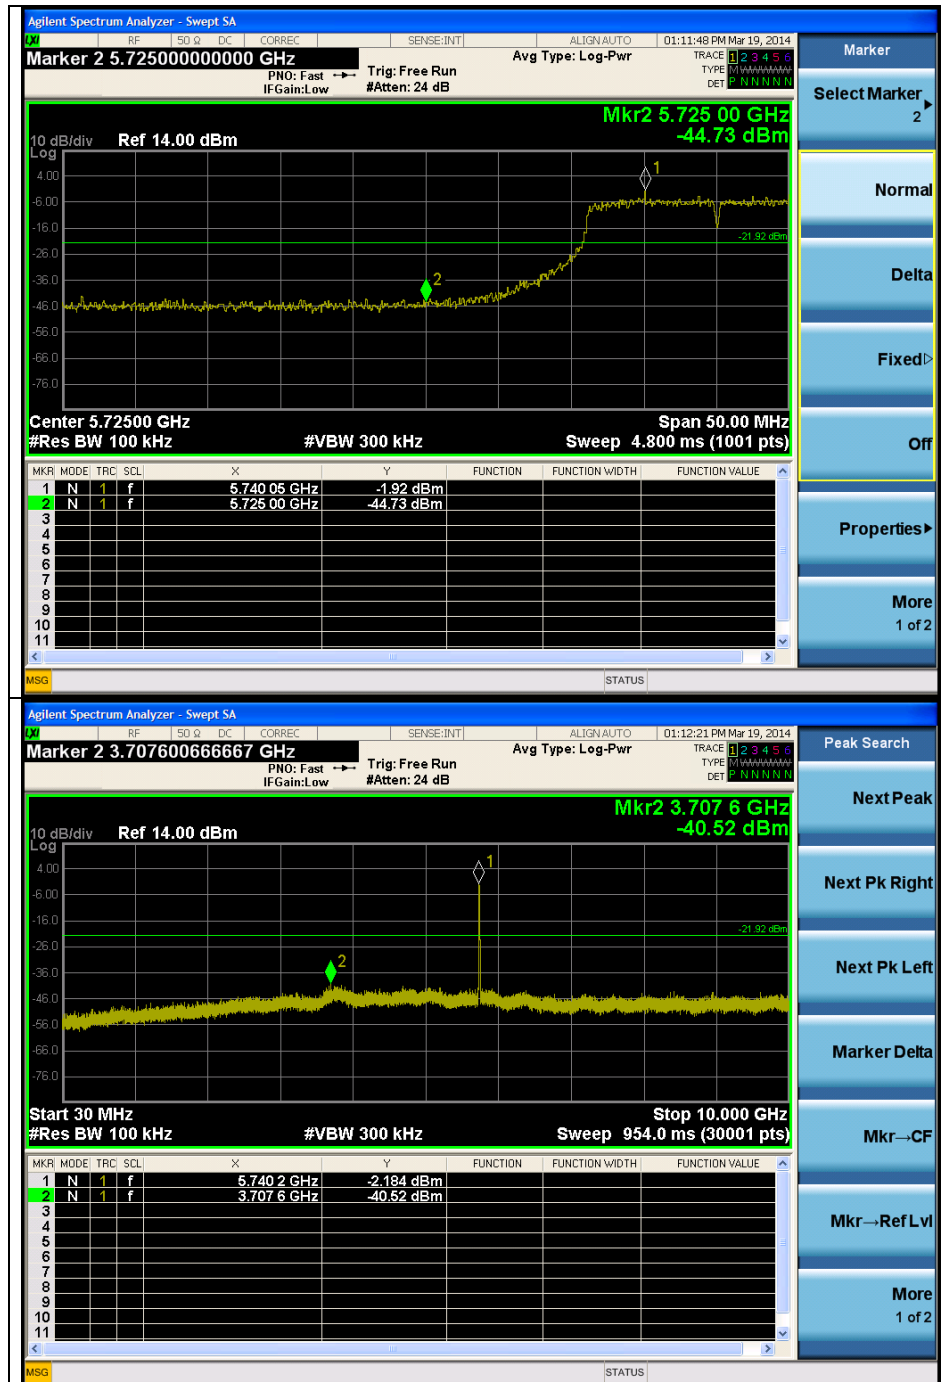 Agilent Spectrum Analyzer - Swept SA
LXI RF 50 Ω DC CORREC SENSE:INT ALIGN AUTO 01:11:48 PM Mar 19, 2014
Marker 2 5.725000000000 GHz
PNO: Fast
IFGain:Low
Trig: Free Run
#Atten: 24 dB
Avg Type: Log-Pwr
TRACE 1 2 3 4 5 6
TYPE M WWWWW
DET P N N N N N
Mkr2 5.725 00 GHz
-44.73 dBm
10 dB/div Ref 14.00 dBm
Log
4.00
-6.00
-16.0
-26.0
-36.0
-46.0
-56.0
-66.0
-76.0
1
-21.92 dBm
2
Center 5.72500 GHz Span 50.00 MHz
#Res BW 100 kHz #VBW 300 kHz Sweep 4.800 ms (1001 pts)
MKR MODE TRC SCL X Y FUNCTION FUNCTION WIDTH FUNCTION VALUE
1 N 1 f 5.740 05 GHz -1.92 dBm
2 N 1 f 5.725 00 GHz -44.73 dBm
3
4
5
6
7
8
9
10
11
MSG STATUS
Marker
Select Marker
2
Normal
Delta
Fixed
Off
Properties
More
1 of 2
Agilent Spectrum Analyzer - Swept SA
LXI RF 50 Ω DC CORREC SENSE:INT ALIGN AUTO 01:12:21 PM Mar 19, 2014
Marker 2 3.707600666667 GHz
PNO: Fast
IFGain:Low
Trig: Free Run
#Atten: 24 dB
Avg Type: Log-Pwr
TRACE 1 2 3 4 5 6
TYPE M WWWWW
DET P N N N N N
Mkr2 3.707 6 GHz
-40.52 dBm
10 dB/div Ref 14.00 dBm
Log
4.00
-6.00
-16.0
-26.0
-36.0
-46.0
-56.0
-66.0
-76.0
1
-21.92 dBm
2
Start 30 MHz Stop 10.000 GHz
#Res BW 100 kHz #VBW 300 kHz Sweep 954.0 ms (30001 pts)
MKR MODE TRC SCL X Y FUNCTION FUNCTION WIDTH FUNCTION VALUE
1 N 1 f 5.740 2 GHz -2.184 dBm
2 N 1 f 3.707 6 GHz -40.52 dBm
3
4
5
6
7
8
9
10
11
MSG STATUS
Peak Search
Next Peak
Next Pk Right
Next Pk Left
Marker Delta
Mkr→CF
Mkr→Ref Lvl
More
1 of 2